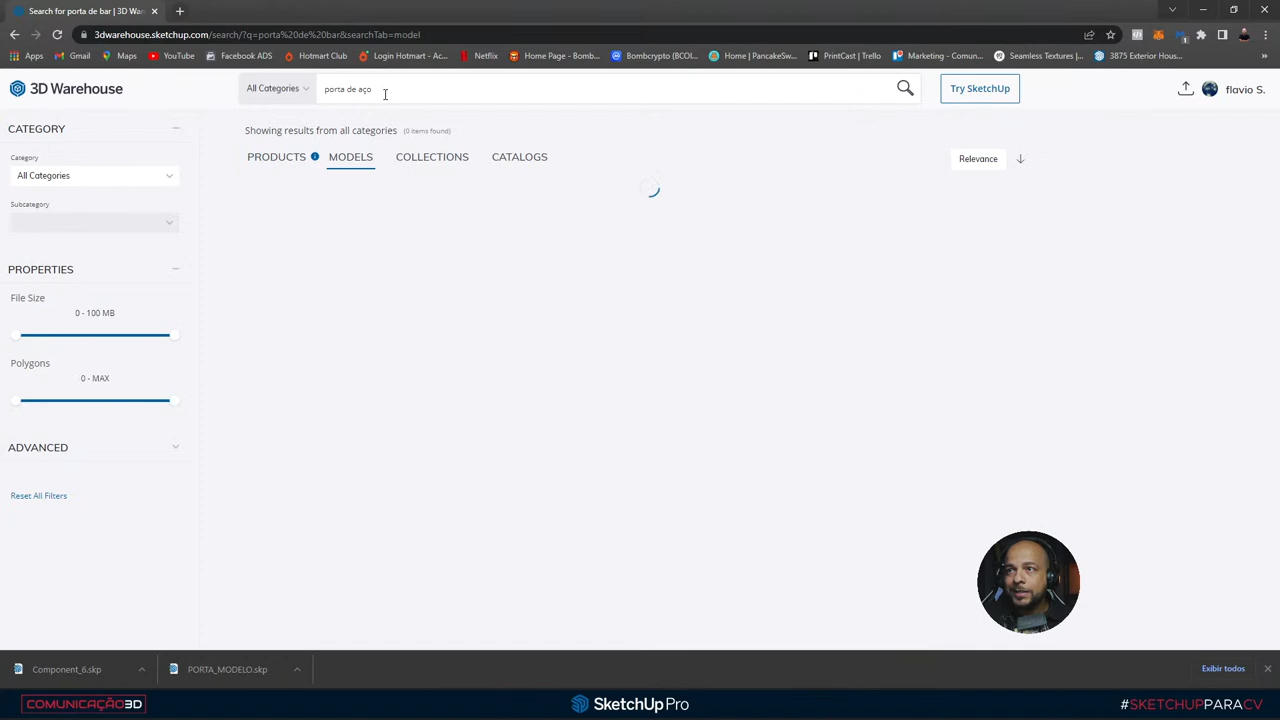 Search for porta de bar | 3D War
3dwarehouse.sketchup.com/search/?q=porta%20de%20bar&searchTab=model
Apps Gmail Maps YouTube Facebook ADS Hotmart Club Login Hotmart - Ac... Netflix Home Page - Bomb... Bombcrypto (BCOI... Home | PancakeSw... PrintCast | Trello Marketing – Comun... Seamless Textures |... 3875 Exterior Hous... »
3D Warehouse All Categories porta de aço Try SketchUp flavio S.
CATEGORY
Showing results from all categories (0 items found)
Category
PRODUCTS MODELS COLLECTIONS CATALOGS Relevance
All Categories
Subcategory
PROPERTIES
File Size
0 - 100 MB
Polygons
0 - MAX
ADVANCED
Reset All Filters
Component_6.skp PORTA_MODELO.skp Exibir todos
COMUNICAÇÃO3D SketchUp Pro #SKETCHUPPARACV